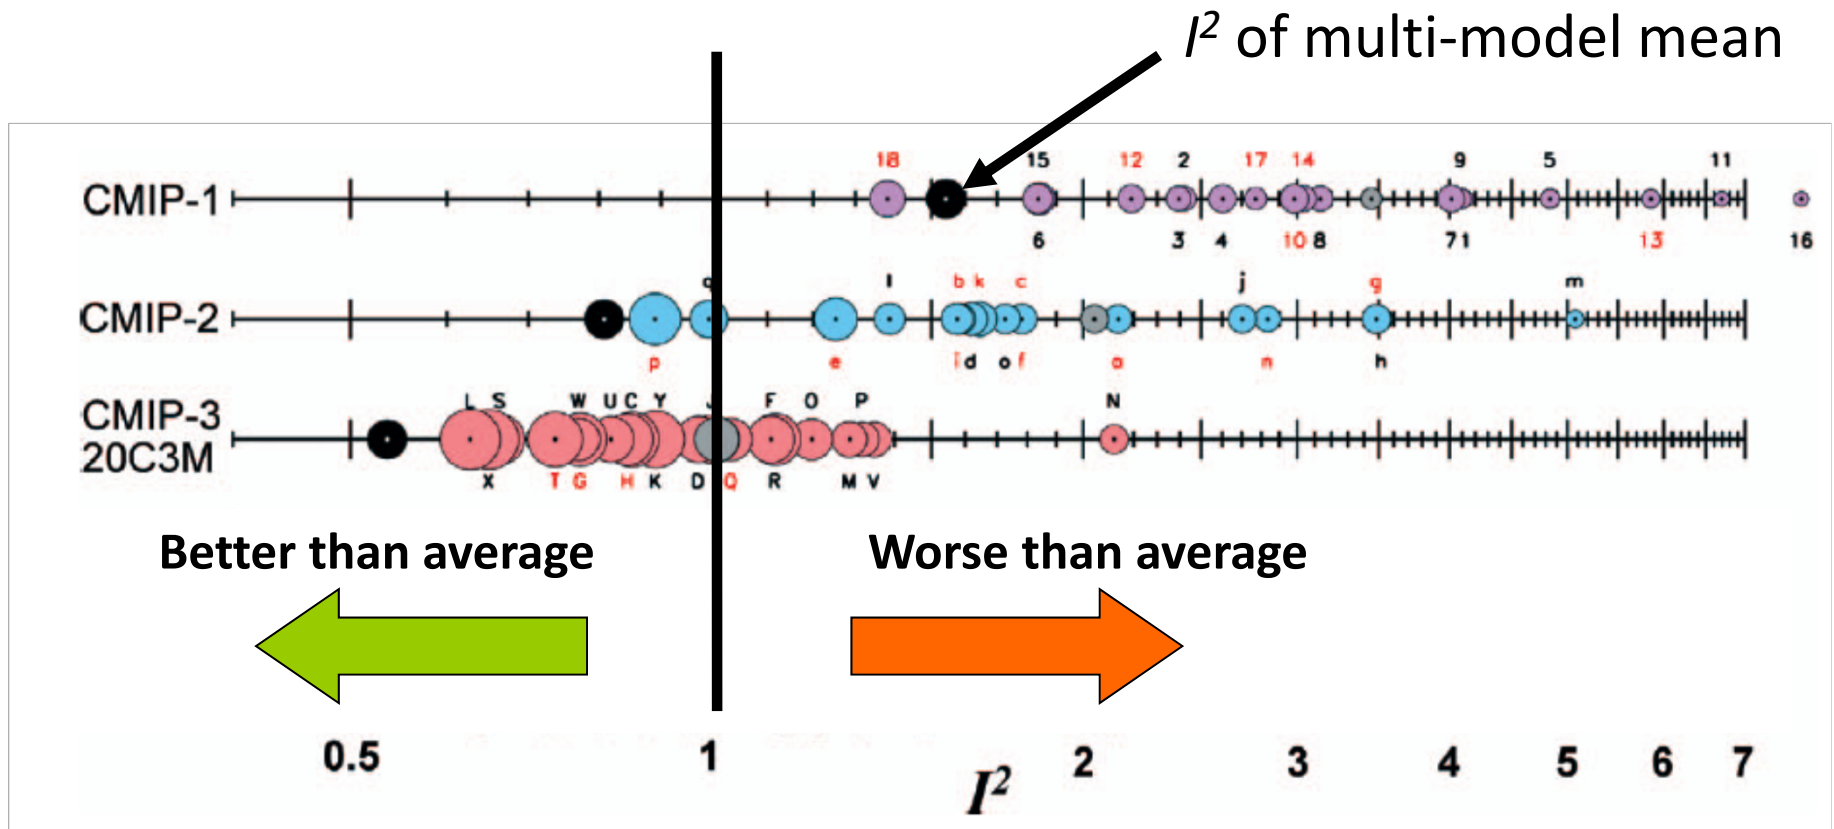 I² of multi-model mean
18 15 12 2 17 14 9 5 11
CMIP-1
6 3 4 10 8 7 1 13 16
q l b k c j g m
CMIP-2
p e i d o f a n h
L S W U C Y J F O P N
CMIP-3
20C3M
X T G H K D Q R M V
Better than average Worse than average
0.5 1 2 3 4 5 6 7
I²